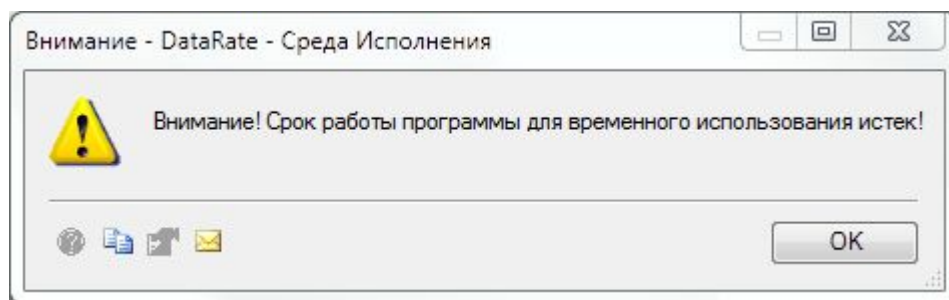 Внимание - DataRate - Среда Исполнения
Внимание! Срок работы программы для временного использования истек!
OK